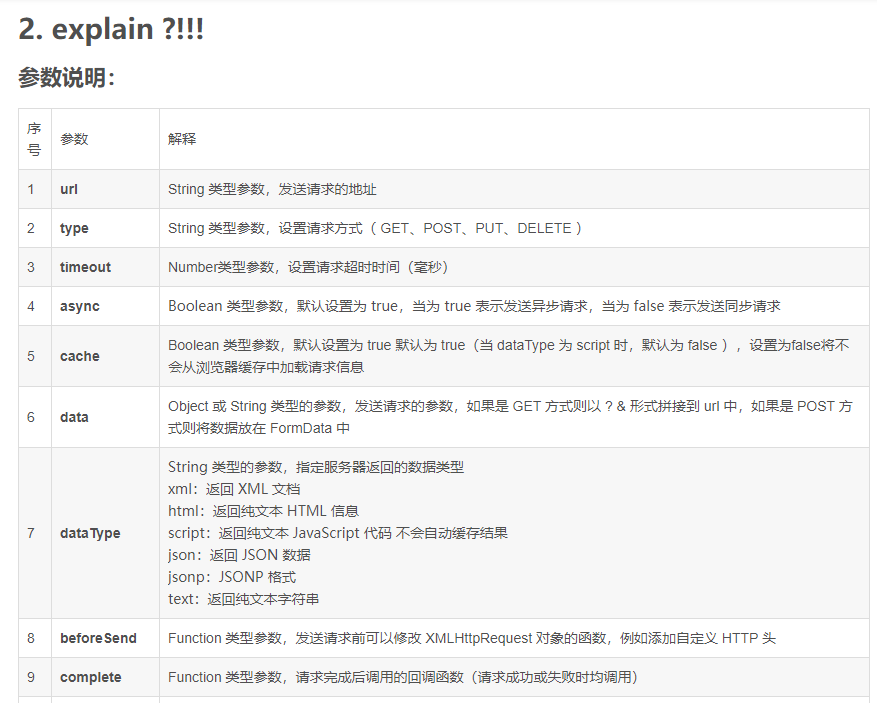 2. explain ?!!!
参数说明：
序号 参数 解释
1 url String 类型参数，发送请求的地址
2 type String 类型参数，设置请求方式（ GET、POST、PUT、DELETE ）
3 timeout Number类型参数，设置请求超时时间（毫秒）
4 async Boolean 类型参数，默认设置为 true，当为 true 表示发送异步请求，当为 false 表示发送同步请求
5 cache Boolean 类型参数，默认设置为 true 默认为 true（当 dataType 为 script 时，默认为 false ），设置为false将不
会从浏览器缓存中加载请求信息
6 data Object 或 String 类型的参数，发送请求的参数，如果是 GET 方式则以 ? & 形式拼接到 url 中，如果是 POST 方
式则将数据放在 FormData 中
7 dataType String 类型的参数，指定服务器返回的数据类型
xml：返回 XML 文档
html：返回纯文本 HTML 信息
script：返回纯文本 JavaScript 代码 不会自动缓存结果
json：返回 JSON 数据
jsonp：JSONP 格式
text：返回纯文本字符串
8 beforeSend Function 类型参数，发送请求前可以修改 XMLHttpRequest 对象的函数，例如添加自定义 HTTP 头
9 complete Function 类型参数，请求完成后调用的回调函数（请求成功或失败时均调用）